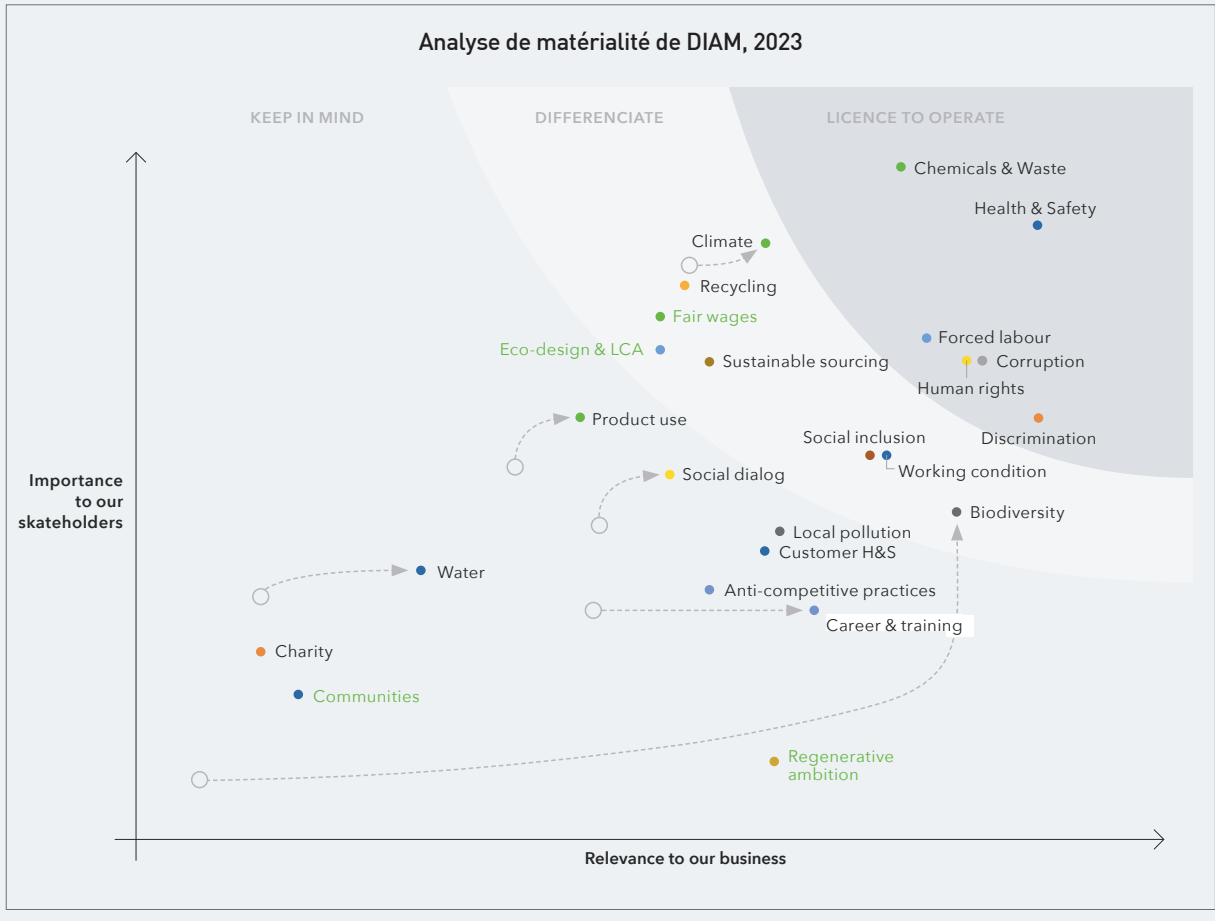 Analyse de matérialité de DIAM, 2023
KEEP IN MIND
DIFFERENCIATE
LICENCE TO OPERATE
Chemicals & Waste
Health & Safety
Climate
Recycling
Fair wages
Forced labour
Eco-design & LCA
Sustainable sourcing
Corruption
Human rights
Product use
Social inclusion
Discrimination
Working condition
Social dialog
Importance
to our
skateholders
Biodiversity
Local pollution
Customer H&S
Water
Anti-competitive practices
Career & training
Charity
Communities
Regenerative
ambition
Relevance to our business